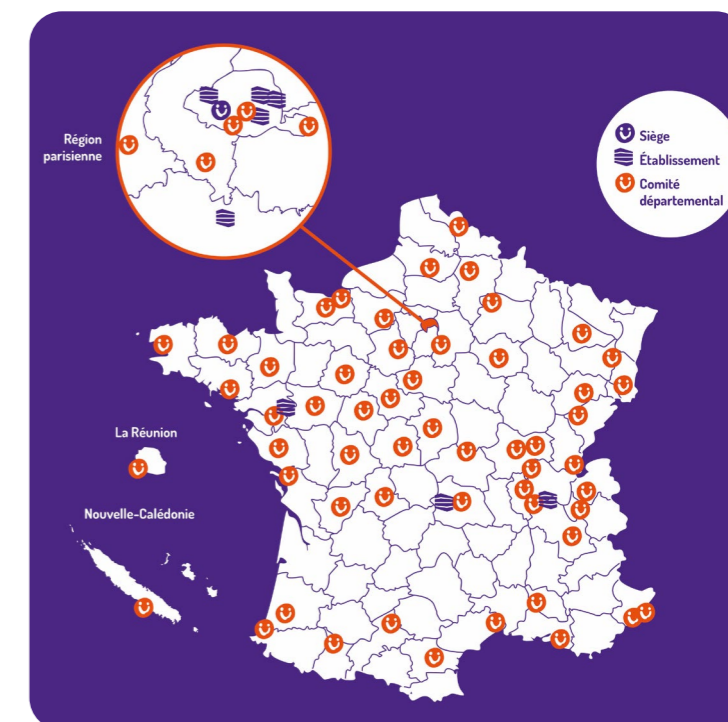 Région
parisienne
Siège
Établissement
Comité
départemental
La Réunion
Nouvelle-Calédonie